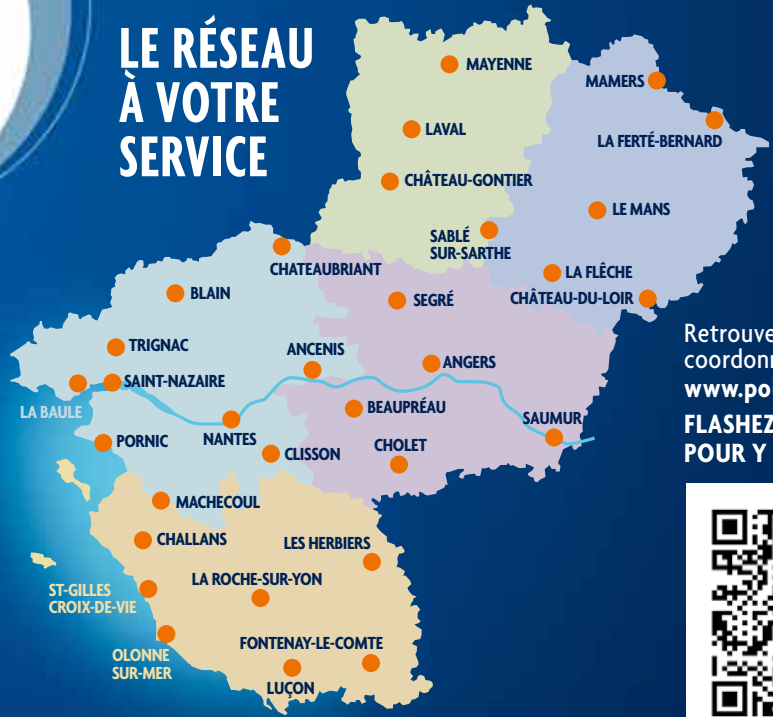 LE RÉSEAU
À VOTRE
SERVICE
MAYENNE
MAMERS
LAVAL
LA FERTÉ-BERNARD
CHÂTEAU-GONTIER
LE MANS
SABLÉ
SUR-SARTHE
CHATEAUBRIANT
LA FLÈCHE
BLAIN
SEGRÉ
CHÂTEAU-DU-LOIR
TRIGNAC
ANCENIS
ANGERS
SAINT-NAZAIRE
LA BAULE
BEAUPRÉAU
SAUMUR
PORNIC
NANTES
CLISSON
CHOLET
MACHECOUL
CHALLANS
LES HERBIERS
LA ROCHE-SUR-YON
ST-GILLES
CROIX-DE-VIE
OLONNE
SUR-MER
FONTENAY-LE-COMTE
LUÇON
Retrouve
coordonn
www.po
FLASHEZ
POUR Y